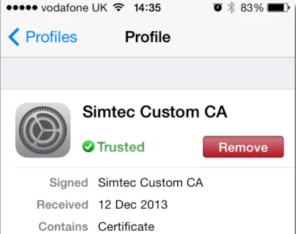 vodafone UK 14:35 83%
Profiles Profile
Simtec Custom CA
Trusted Remove
Signed Simtec Custom CA
Received 12 Dec 2013
Contains Certificate